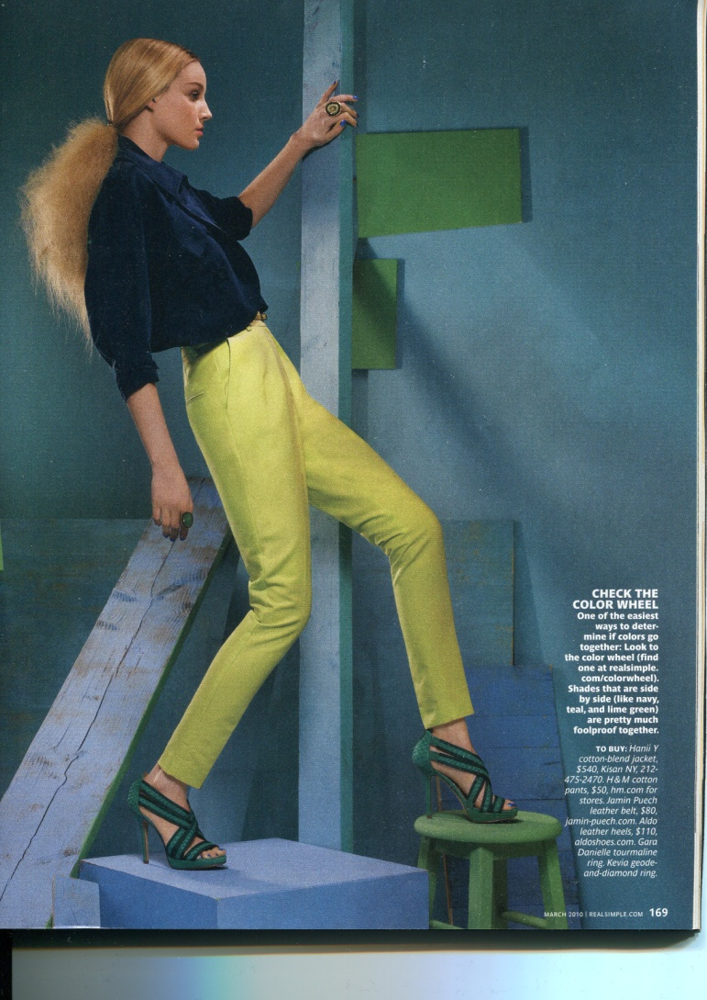 CHECK THE
COLOR WHEEL
One of the easiest
ways to deter-
mine if colors go
together: Look to
the color wheel (find
one at realsimple.
com/colorwheel).
Shades that are side
by side (like navy,
teal, and lime green)
are pretty much
foolproof together.
TO BUY: Hanii Y
cotton-blend jacket,
$540, Kisan NY, 212-
475-2470. H&M cotton
pants, $50, hm.com for
stores. Jamin Puech
leather belt, $80,
jamin-puech.com. Aldo
leather heels, $110,
aldoshoes.com. Gara
Danielle tourmaline
ring. Kevia geode-
and-diamond ring.
MARCH 2010 | REALSIMPLE.COM 169